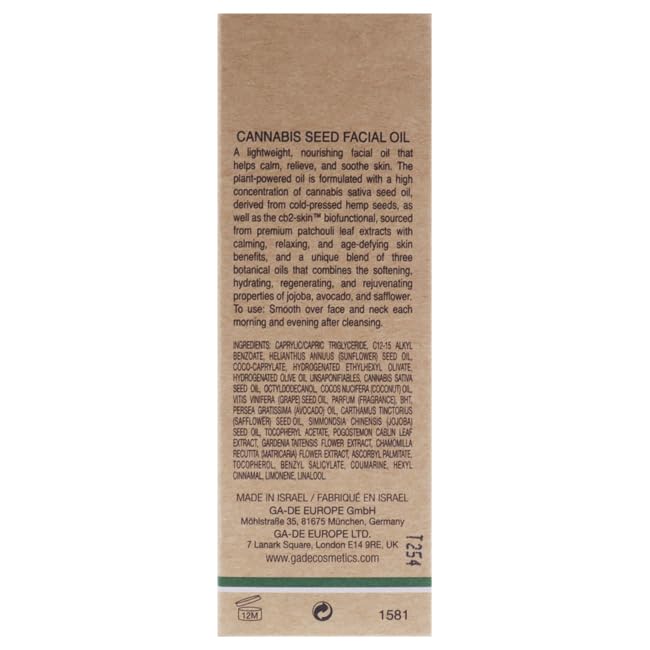 CANNABIS SEED FACIAL OIL
A lightweight, nourishing facial oil that
helps calm, relieve, and soothe skin. The
plant-powered oil is formulated with a high
concentration of cannabis sativa seed oil,
derived from cold-pressed hemp seeds, as
well as the cb2-skin™ biofunctional, sourced
from premium patchouli leaf extracts with
calming, relaxing, and age-defying skin
benefits, and a unique blend of three
botanical oils that combines the softening,
hydrating, regenerating, and rejuvenating
properties of jojoba, avocado, and safflower.
To use: Smooth over face and neck each
morning and evening after cleansing.
INGREDIENTS: CAPRYLIC/CAPRIC TRIGLYCERIDE, C12-15 ALKYL
BENZOATE, HELIANTHUS ANNUUS (SUNFLOWER) SEED OIL,
COCO-CAPRYLATE, HYDROGENATED ETHYLHEXYL OLIVATE,
HYDROGENATED OLIVE OIL UNSAPONIFIABLES, CANNABIS SATIVA
SEED OIL, OCTYLDODECANOL, COCOS NUCIFERA (COCONUT) OIL,
VITIS VINIFERA (GRAPE) SEED OIL, PARFUM (FRAGRANCE), BHT,
PERSEA GRATISSIMA (AVOCADO) OIL, CARTHAMUS TINCTORIUS
(SAFFLOWER) SEED OIL, SIMMONDSIA CHINENSIS (JOJOBA)
SEED OIL, TOCOPHERYL ACETATE, POGOSTEMON CABLIN LEAF
EXTRACT, GARDENIA TAITENSIS FLOWER EXTRACT, CHAMOMILLA
RECUTITA (MATRICARIA) FLOWER EXTRACT, ASCORBYL PALMITATE,
TOCOPHEROL, BENZYL SALICYLATE, COUMARINE, HEXYL
CINNAMAL, LIMONENE, LINALOOL.
MADE IN ISRAEL / FABRIQUÉ EN ISRAEL
GA-DE EUROPE GmbH
Möhlstraße 35, 81675 München, Germany
GA-DE EUROPE LTD.
7 Lanark Square, London E14 9RE, UK
www.gadecosmetics.com
T254
12M
1581